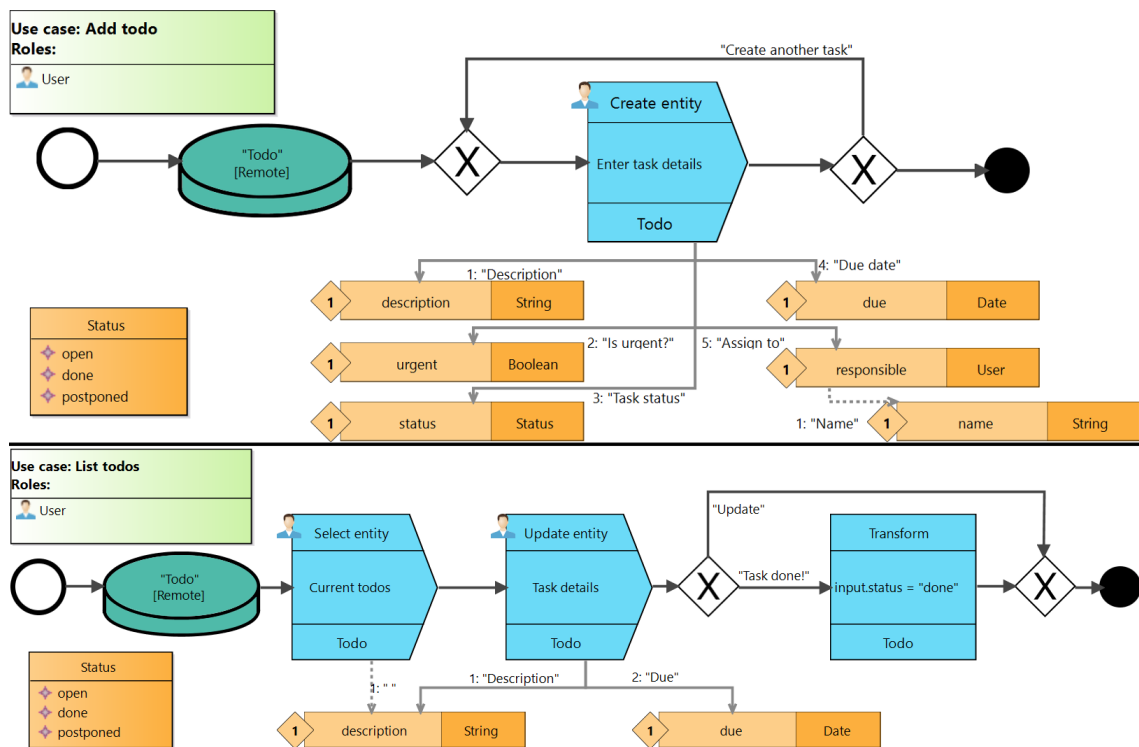 Use case: Add todo
Roles:
User
"Create another task"
Create entity
"Todo"
[Remote]
X
Enter task details
X
Todo
1: "Description"
4: "Due date"
1
description
String
1
due
Date
Status
open
done
postponed
2: "Is urgent?"
5: "Assign to"
1
urgent
Boolean
1
responsible
User
3: "Task status"
1
status
Status
1: "Name"
1
name
String
Use case: List todos
Roles:
User
"Update"
Select entity
Update entity
Transform
"Todo"
[Remote]
Current todos
Task details
X
"Task done!"
input.status = "done"
X
Todo
Todo
Todo
Status
open
done
postponed
1: " "
1: "Description"
2: "Due"
1
description
String
1
due
Date